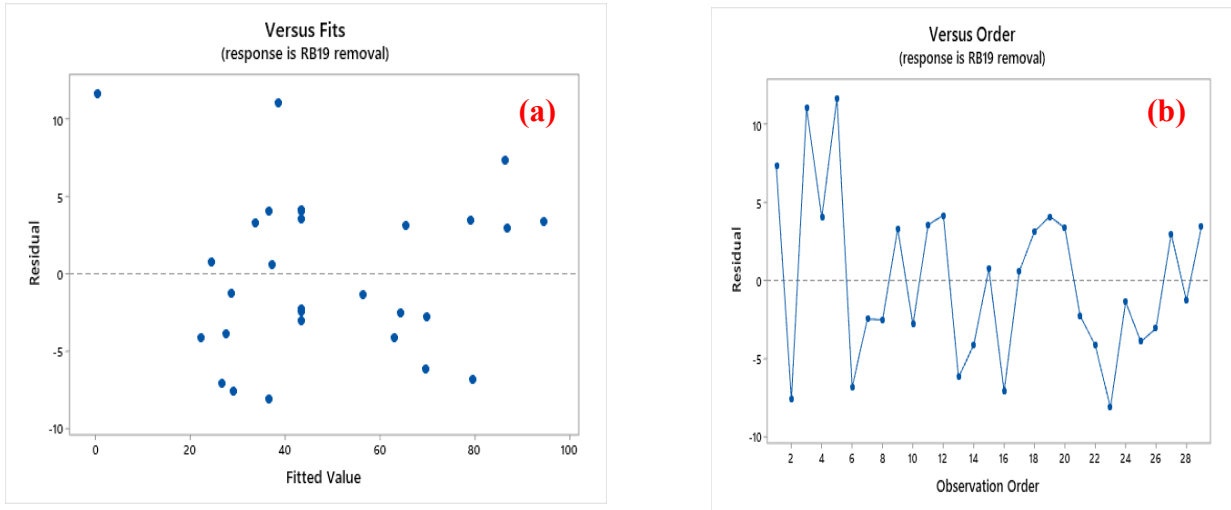 Versus Fits
(response is RB19 removal)
(a)
10
5
0
-5
-10
Residual
0 20 40 60 80 100
Fitted Value
Versus Order
(response is RB19 removal)
(b)
10
5
0
-5
-10
Residual
2 4 6 8 10 12 14 16 18 20 22 24 26 28
Observation Order